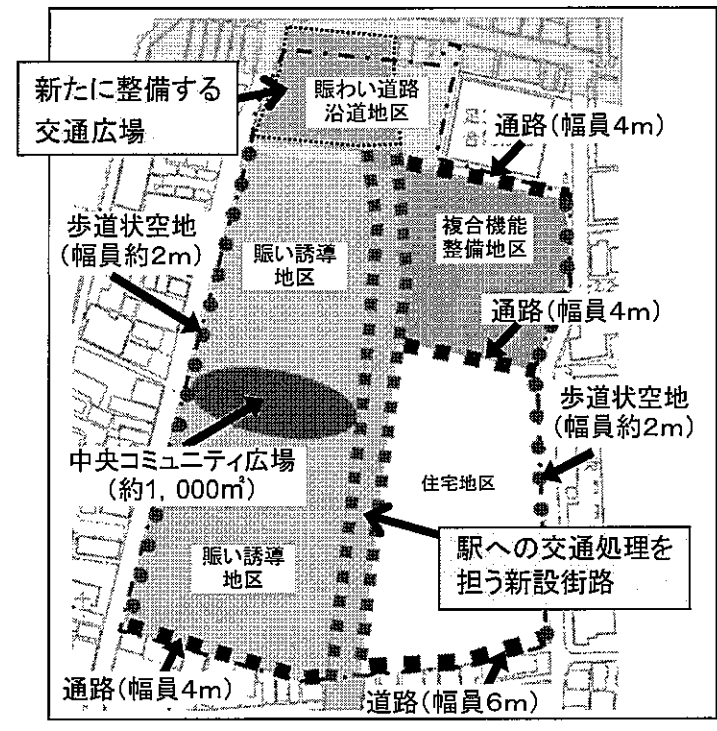 新たに整備する
交通広場
賑わい道路
沿道地区
通路(幅員4m)
歩道状空地
(幅員約2m)
賑い誘導
地区
複合機能
整備地区
通路(幅員4m)
歩道状空地
(幅員約2m)
中央コミュニティ広場
(約1,000㎡)
住宅地区
駅への交通処理を
担う新設街路
賑い誘導
地区
通路(幅員4m)
道路(幅員6m)